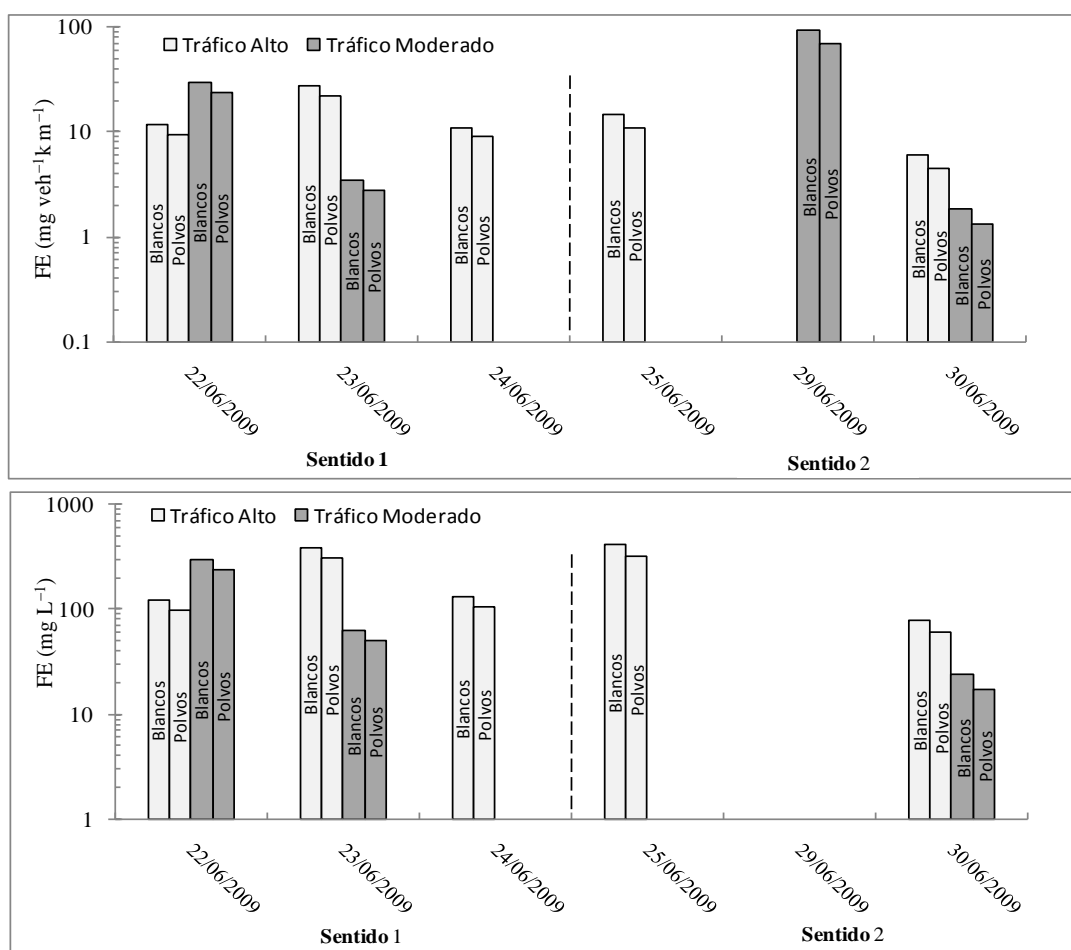 100
10
1
0.1
FE (mg veh⁻¹k m⁻¹)
Tráfico Alto Tráfico Moderado
Blancos Polvos Blancos Polvos Blancos Polvos Blancos Polvos Blancos Polvos Blancos Polvos Blancos Polvos Blancos Polvos Blancos Polvos
22/06/2009 23/06/2009 24/06/2009 25/06/2009 29/06/2009 30/06/2009
Sentido 1 Sentido 2
1000
100
10
1
FE (mg L⁻¹)
Tráfico Alto Tráfico Moderado
Blancos Polvos Blancos Polvos Blancos Polvos Blancos Polvos Blancos Polvos Blancos Polvos Blancos Polvos Blancos Polvos
22/06/2009 23/06/2009 24/06/2009 25/06/2009 29/06/2009 30/06/2009
Sentido 1 Sentido 2